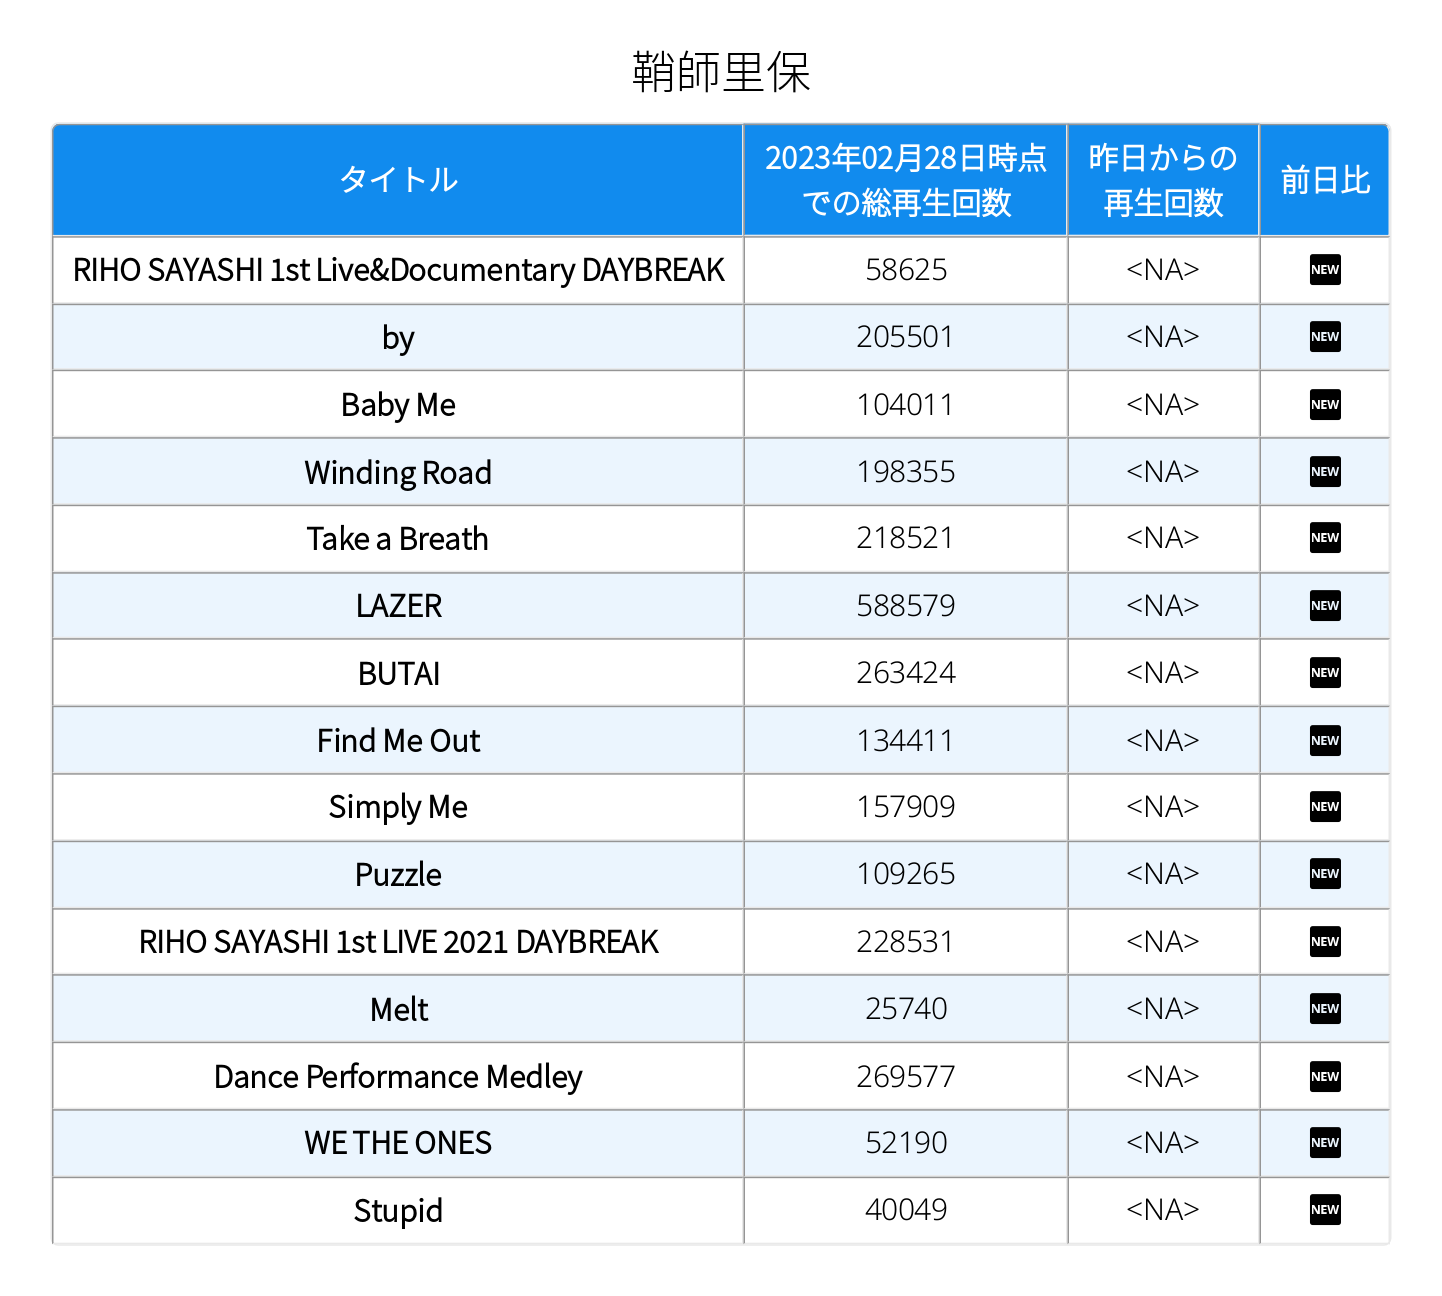 鞘師里保
タイトル
2023年02月28日時点
での総再生回数
昨日からの
再生回数
前日比
RIHO SAYASHI 1st Live&Documentary DAYBREAK 58625 <NA> NEW
by 205501 <NA> NEW
Baby Me 104011 <NA> NEW
Winding Road 198355 <NA> NEW
Take a Breath 218521 <NA> NEW
LAZER 588579 <NA> NEW
BUTAI 263424 <NA> NEW
Find Me Out 134411 <NA> NEW
Simply Me 157909 <NA> NEW
Puzzle 109265 <NA> NEW
RIHO SAYASHI 1st LIVE 2021 DAYBREAK 228531 <NA> NEW
Melt 25740 <NA> NEW
Dance Performance Medley 269577 <NA> NEW
WE THE ONES 52190 <NA> NEW
Stupid 40049 <NA> NEW